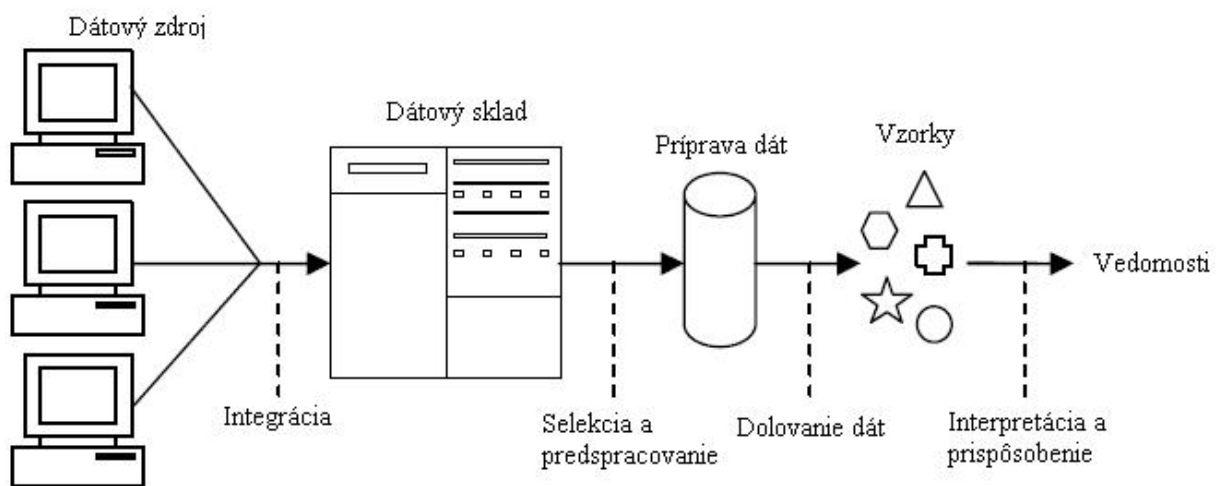 Dátový zdroj
Dátový sklad
Príprava dát
Vzorky
Vedomosti
Integrácia
Selekcia a
predspracovanie
Dolovanie dát
Interpretácia a
prispôsobenie